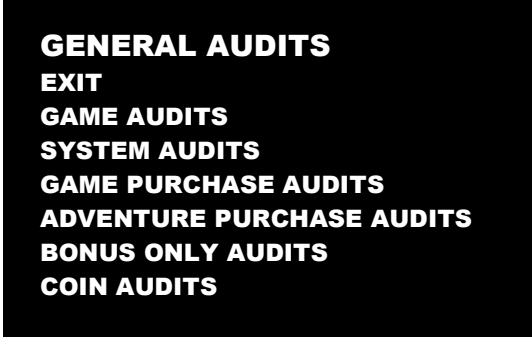 GENERAL AUDITS
EXIT
GAME AUDITS
SYSTEM AUDITS
GAME PURCHASE AUDITS
ADVENTURE PURCHASE AUDITS
BONUS ONLY AUDITS
COIN AUDITS